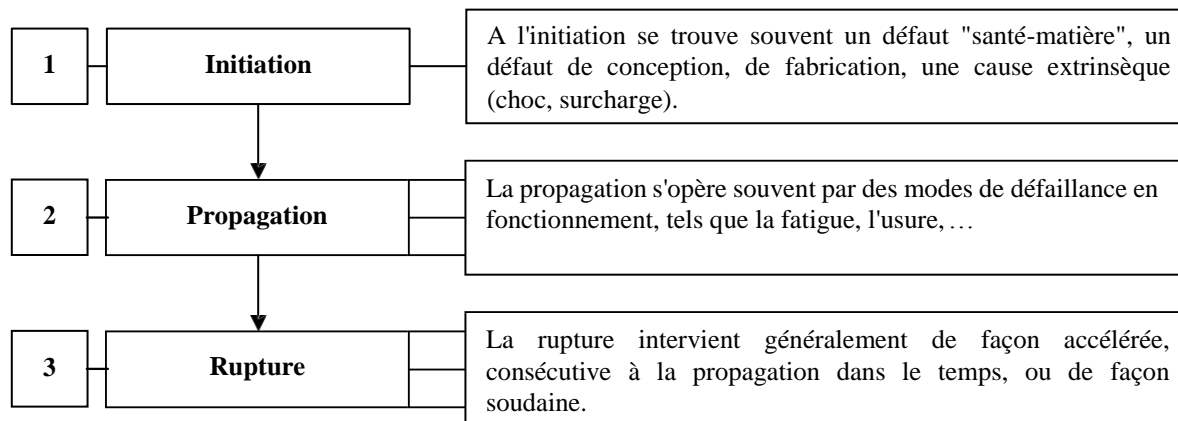 1
Initiation
A l'initiation se trouve souvent un défaut "santé-matière", un
défaut de conception, de fabrication, une cause extrinsèque
(choc, surcharge).
2
Propagation
La propagation s'opère souvent par des modes de défaillance en
fonctionnement, tels que la fatigue, l'usure, …
3
Rupture
La rupture intervient généralement de façon accélérée,
consécutive à la propagation dans le temps, ou de façon
soudaine.